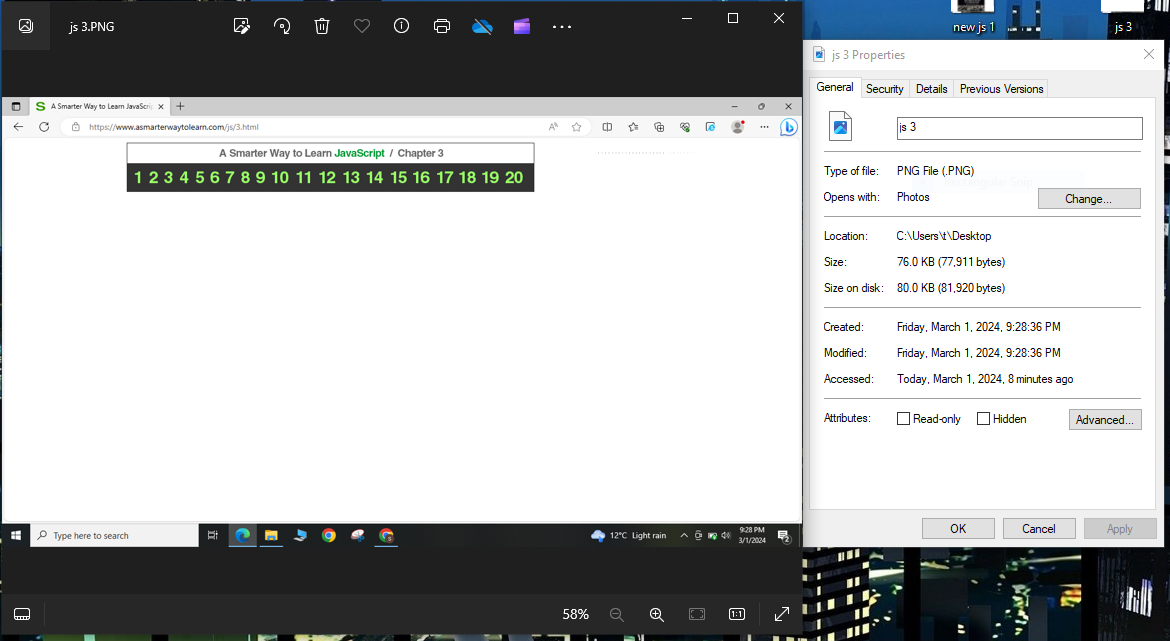 js 3.PNG
new js 1
js 3
js 3 Properties
General
Security
Details
Previous Versions
js 3
Type of file:
PNG File (.PNG)
Opens with:
Photos
Change...
Location:
C:\Users\t\Desktop
Size:
76.0 KB (77,911 bytes)
Size on disk:
80.0 KB (81,920 bytes)
Created:
Friday, March 1, 2024, 9:28:36 PM
Modified:
Friday, March 1, 2024, 9:28:36 PM
Accessed:
Today, March 1, 2024, 8 minutes ago
Attributes:
Read-only
Hidden
Advanced...
OK
Cancel
Apply
A Smarter Way to Learn JavaScri
https://www.asmarterwaytolearn.com/js/3.html
A Smarter Way to Learn JavaScript / Chapter 3
1 2 3 4 5 6 7 8 9 10 11 12 13 14 15 16 17 18 19 20
Type here to search
12°C Light rain
9:28 PM
3/1/2024
2
58%
1:1